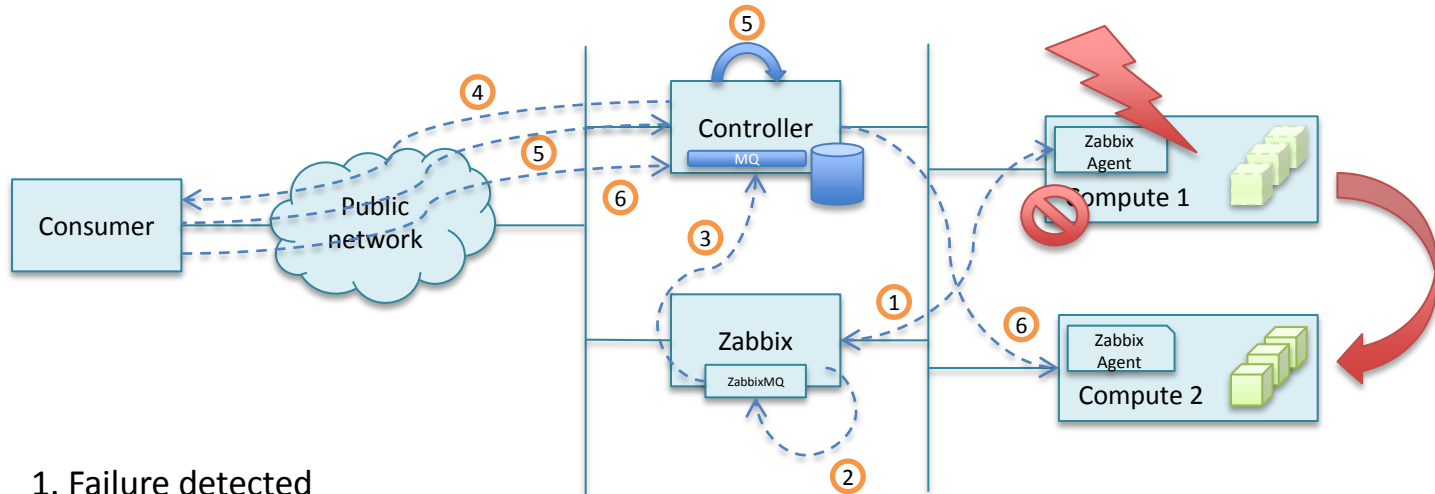 5
4
Controller
MQ
Zabbix
Agent
Compute 1
5
6
Consumer
Public
network
3
1
Zabbix
ZabbixMQ
6
Zabbix
Agent
Compute 2
2
1. Failure detected